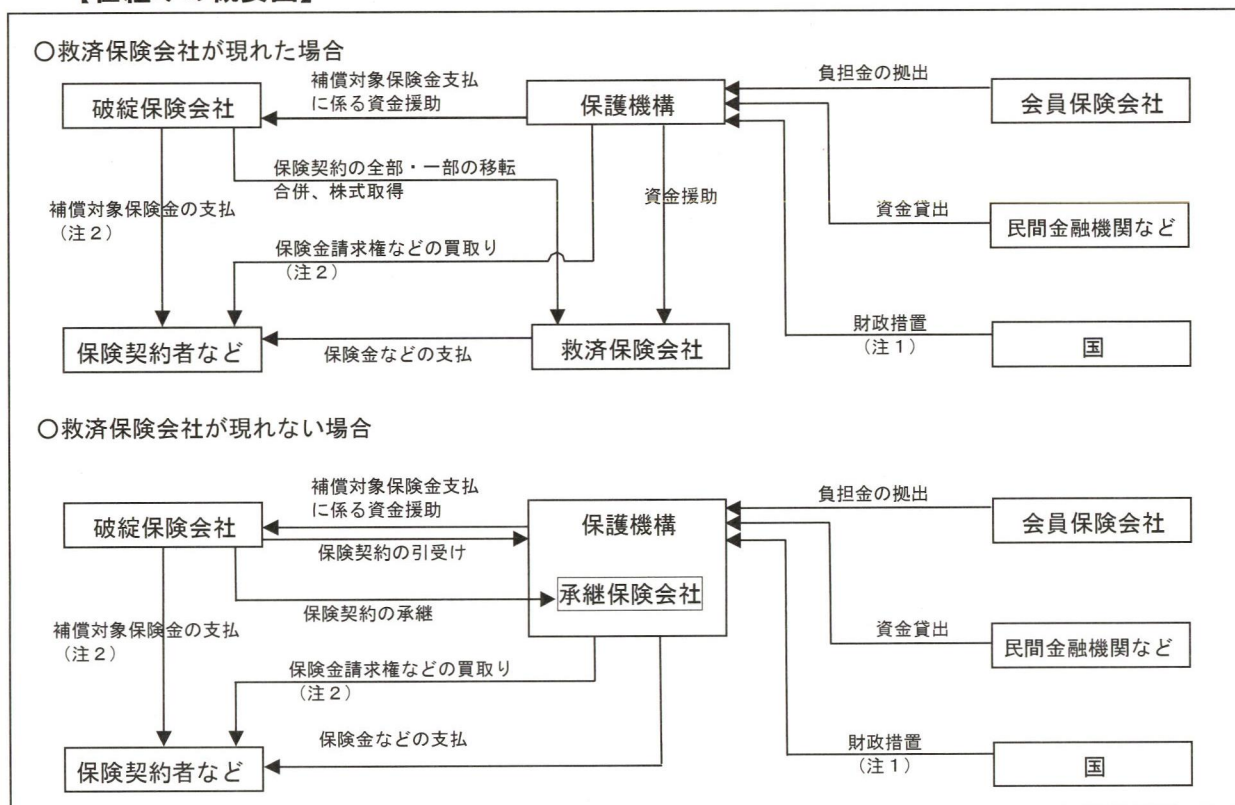 ○救済保険会社が現れた場合
破綻保険会社
補償対象保険金支払
に係る資金援助
保護機構
負担金の拠出
会員保険会社
保険契約の全部・一部の移転
合併、株式取得
資金援助
補償対象保険金の支払
(注2)
資金貸出
民間金融機関など
保険金請求権などの買取り
(注2)
保険契約者など
保険金などの支払
救済保険会社
財政措置
(注1)
国
○救済保険会社が現れない場合
破綻保険会社
補償対象保険金支払
に係る資金援助
保険契約の引受け
保護機構
承継保険会社
負担金の拠出
会員保険会社
保険契約の承継
補償対象保険金の支払
(注2)
資金貸出
民間金融機関など
保険金請求権などの買取り
(注2)
保険金などの支払
保険契約者など
財政措置
(注1)
国